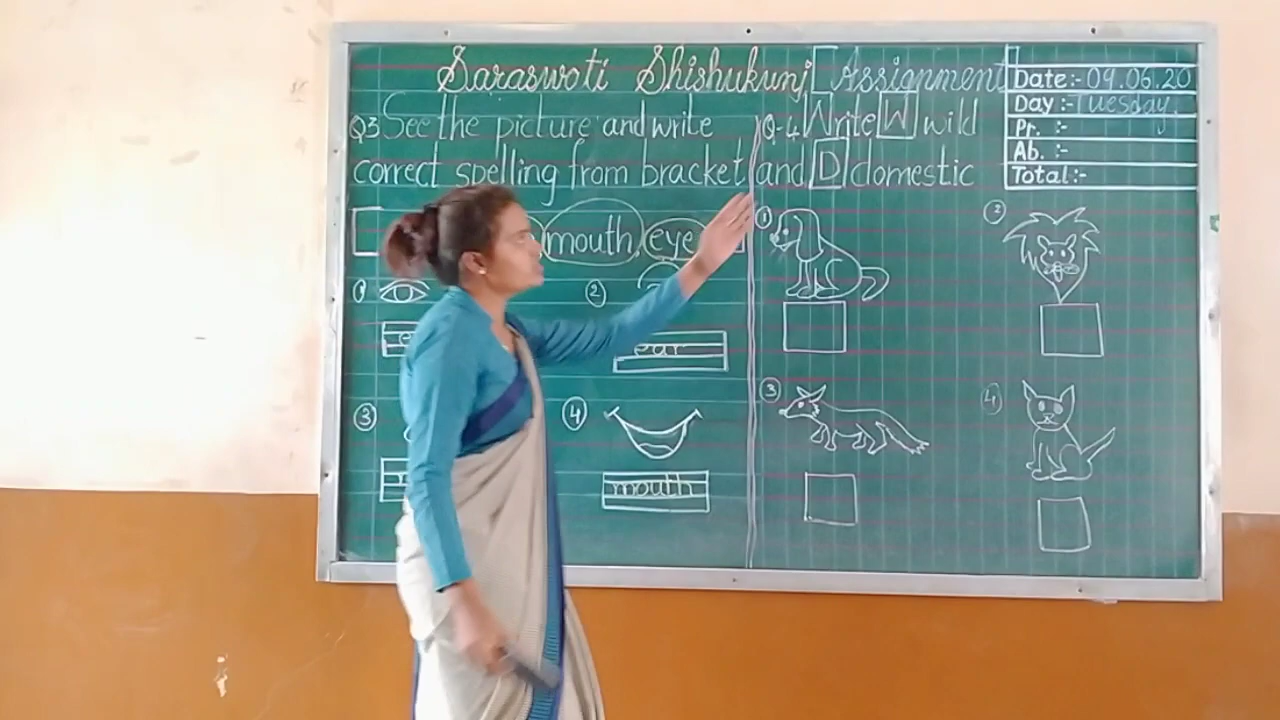 Saraswoti Shishukunj [Assignment
Date:- 09.06.20
Day:- Tuesday,
Pr. :-
Ab. :-
Total:-
Q3 See the picture and write
correct spelling from bracket
[ mouth, eye ]
1 2
ear
3 4
mouth
Q-4 Write W wild
and D domestic
1 2
3 4